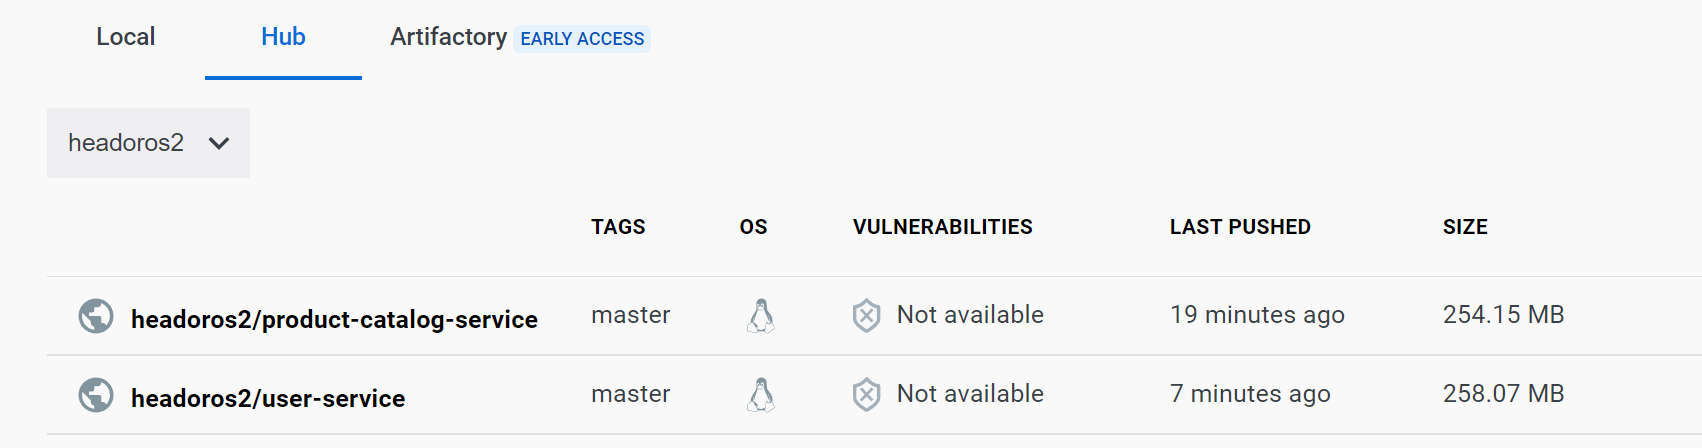 Local Hub Artifactory EARLY ACCESS
headoros2
TAGS OS VULNERABILITIES LAST PUSHED SIZE
headoros2/product-catalog-service master Not available 19 minutes ago 254.15 MB
headoros2/user-service master Not available 7 minutes ago 258.07 MB